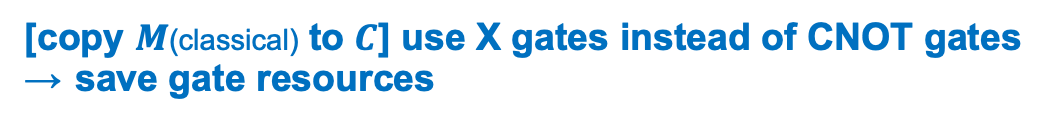 [copy M(classical) to C] use X gates instead of CNOT gates
→ save gate resources